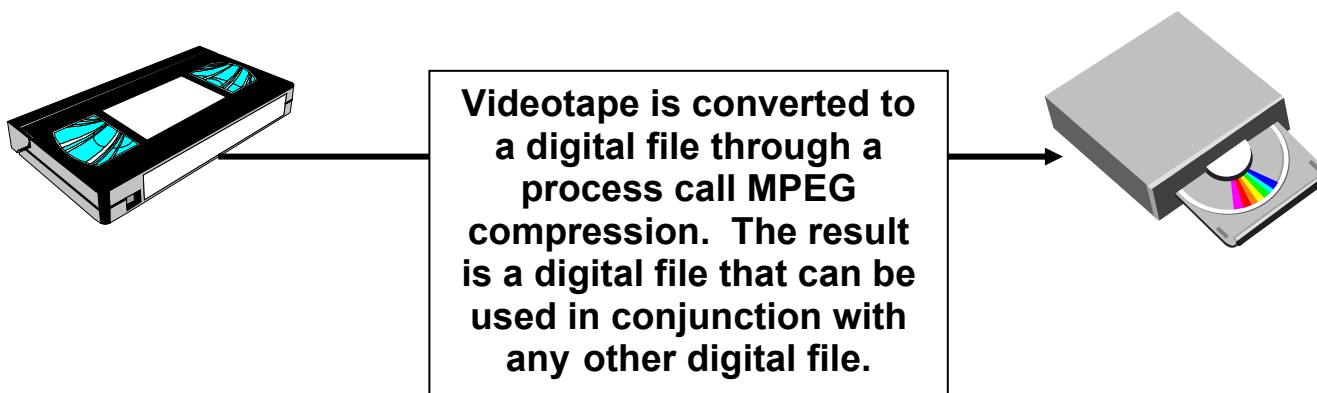 Videotape is converted to
a digital file through a
process call MPEG
compression.  The result
is a digital file that can be
used in conjunction with
any other digital file.